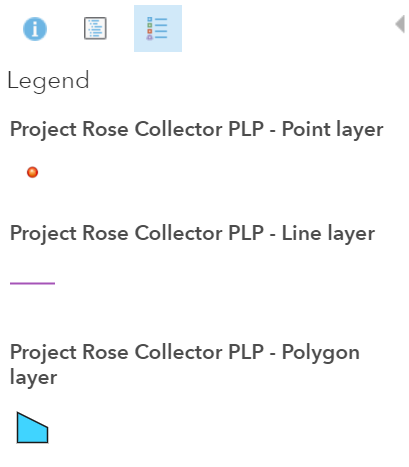 Legend
Project Rose Collector PLP - Point layer
Project Rose Collector PLP - Line layer
Project Rose Collector PLP - Polygon
layer